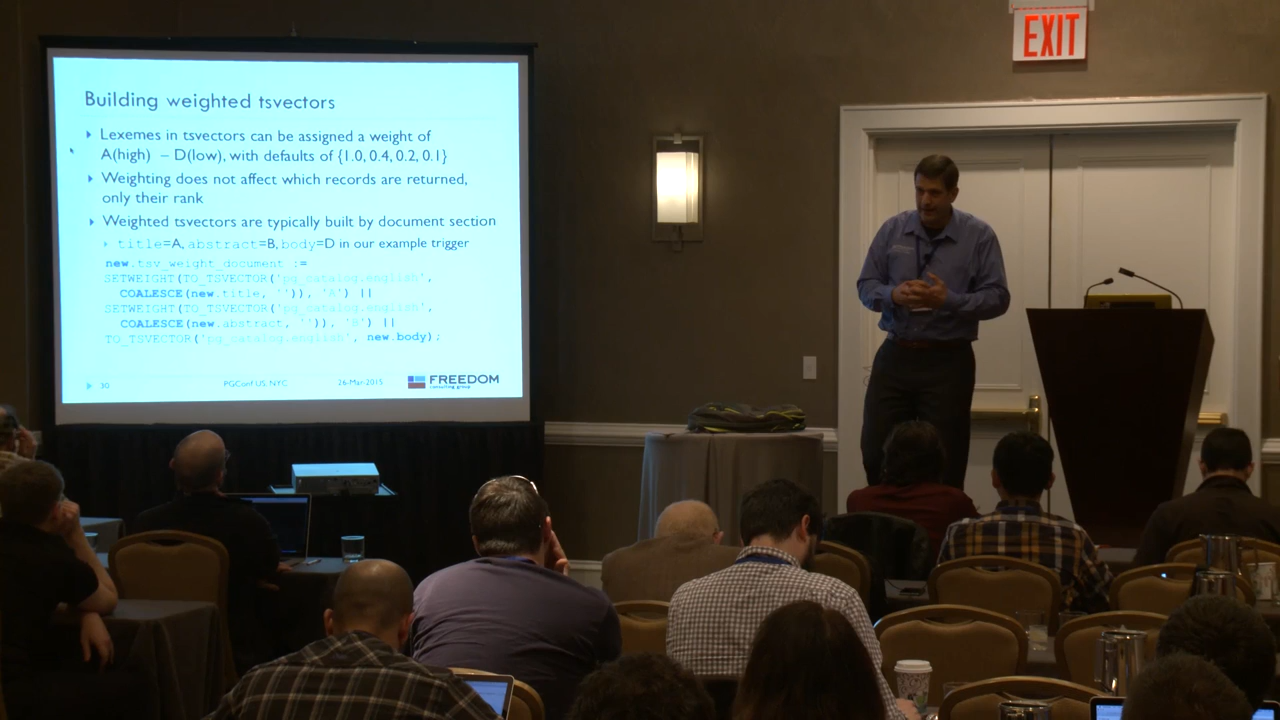 EXIT
Building weighted tsvectors
Lexemes in tsvectors can be assigned a weight of
A(high) – D(low), with defaults of {1.0, 0.4, 0.2, 0.1}
Weighting does not affect which records are returned,
only their rank
Weighted tsvectors are typically built by document section
title=A, abstract=B, body=D in our example trigger
new.tsv_weight_document :=
SETWEIGHT(TO_TSVECTOR('pg_catalog.english',
COALESCE(new.title, '')), 'A') ||
SETWEIGHT(TO_TSVECTOR('pg_catalog.english',
COALESCE(new.abstract, '')), 'B') ||
TO_TSVECTOR('pg_catalog.english', new.body);
30 PGConf US, NYC 26-Mar-2015 FREEDOM
consulting group